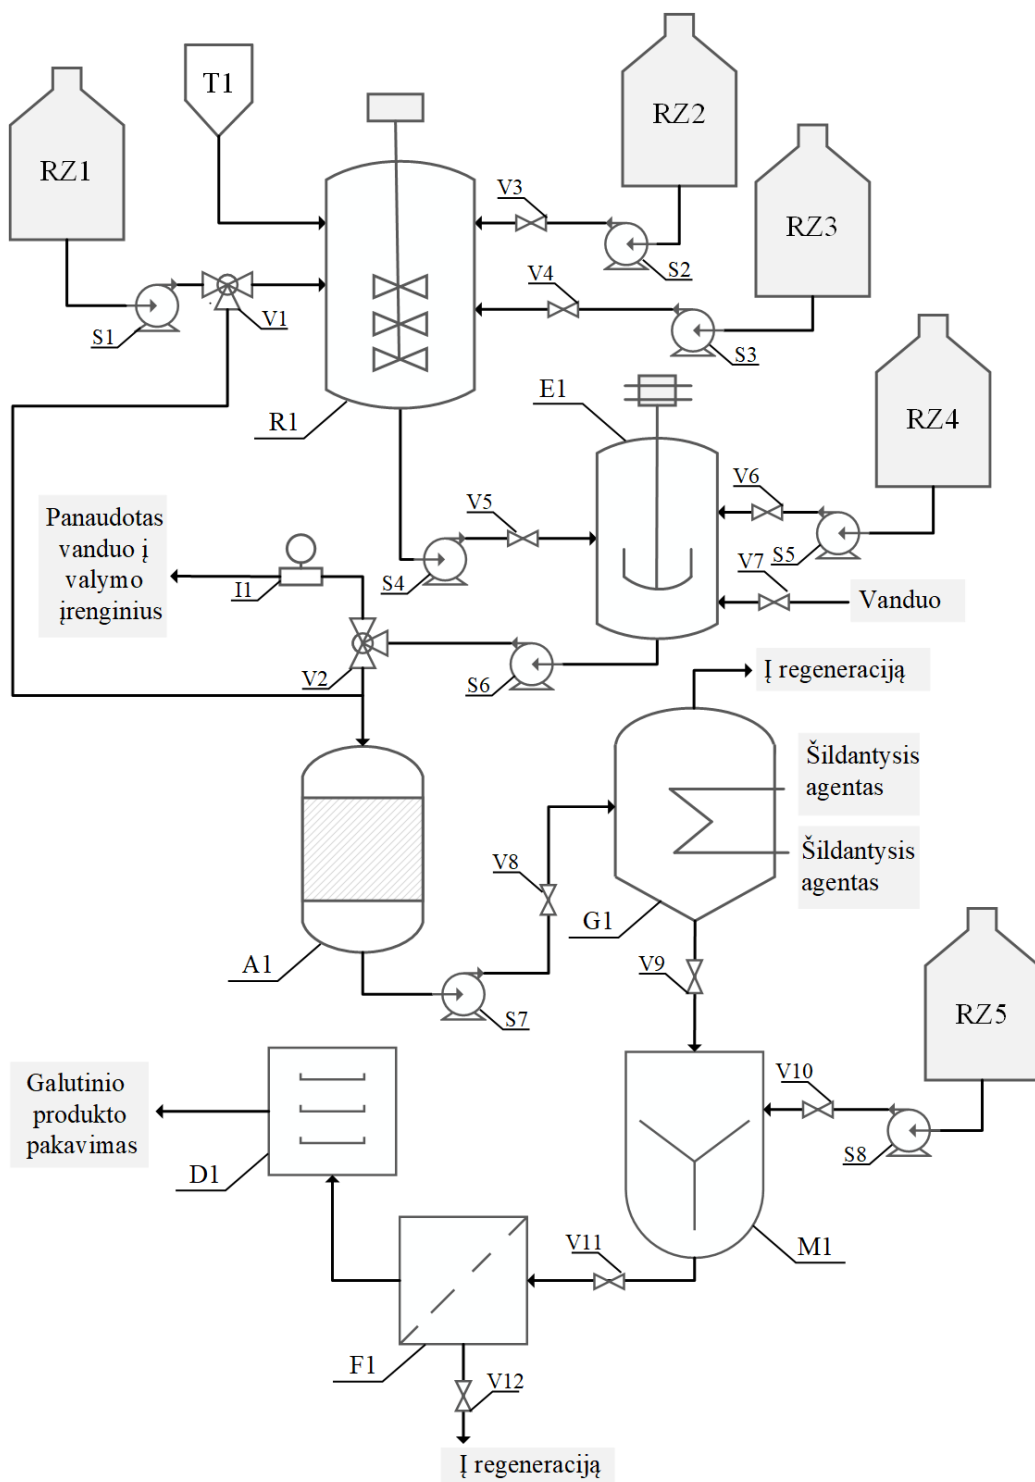 T1
RZ2
RZ1
V3
RZ3
S2
V4
V1
S1
S3
E1
R1
RZ4
V6
V5
Panaudotas
vanduo į
valymo
įrenginius
S5
V7
I1
S4
Vanduo
V2
S6
Į regeneraciją
Šildantysis
agentas
Šildantysis
agentas
V8
G1
A1
V9
S7
RZ5
V10
Galutinio
produkto
pakavimas
S8
D1
V11
M1
F1
V12
Į regeneraciją